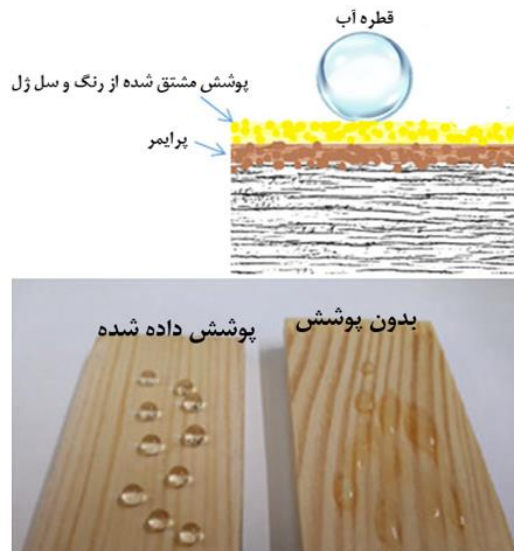 قطره آب
پوشش مشتق شده از رنگ و سل ژل
پرایمر
پوشش داده شده
بدون پوشش